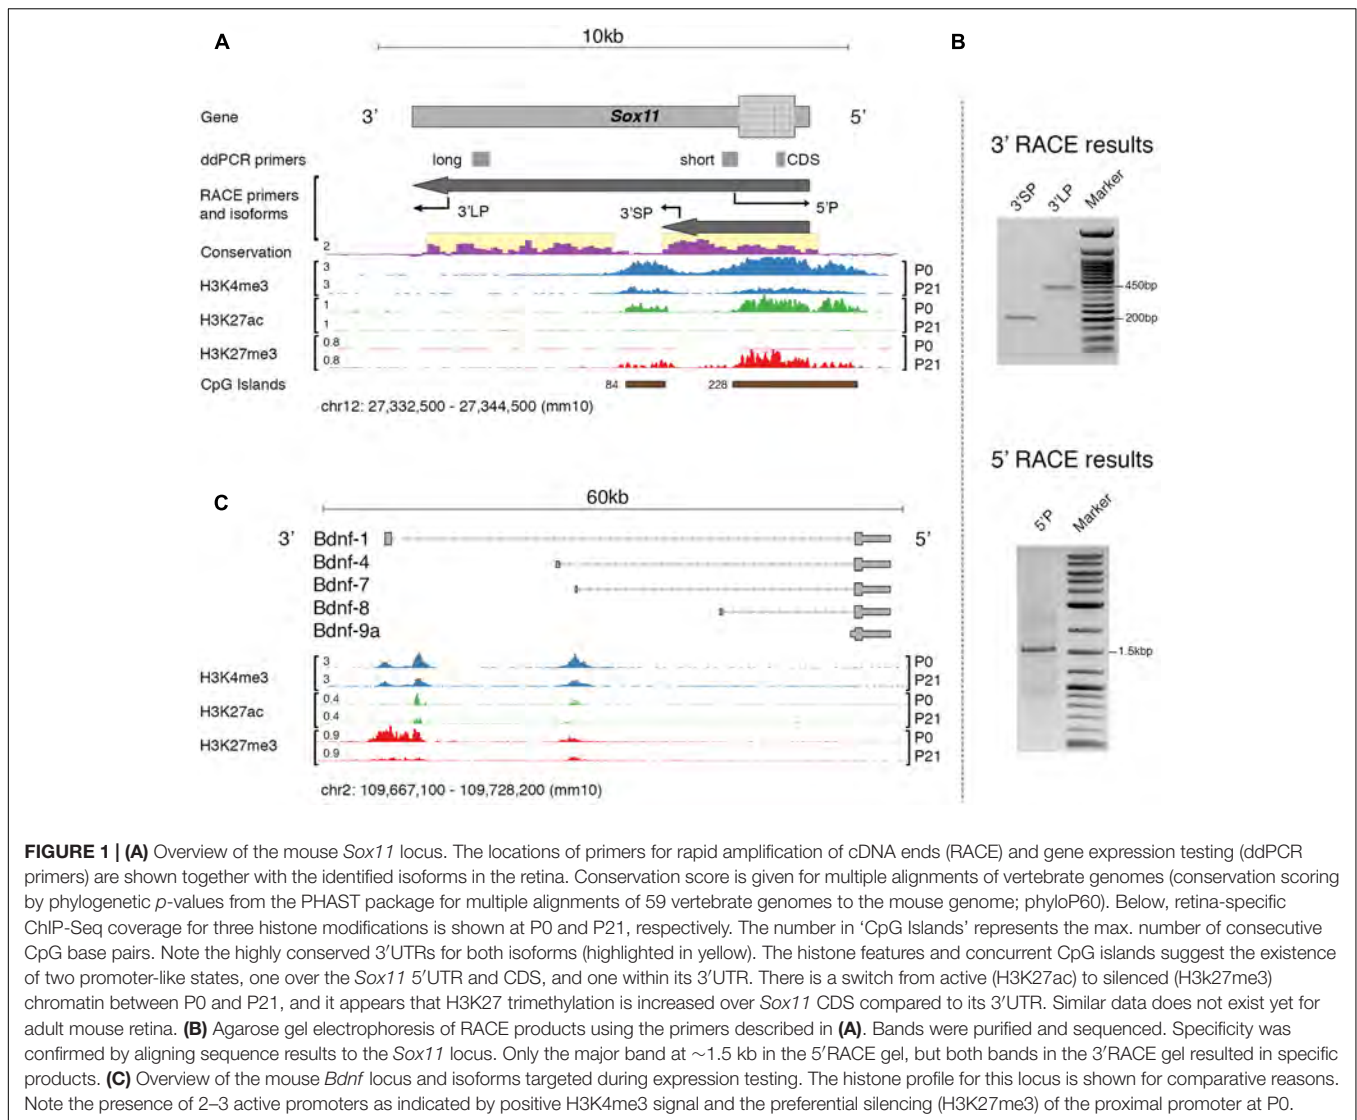 A
10kb
Gene
3’
Sox11
5’
ddPCR primers
long
short
CDS
RACE primers
and isoforms
3’LP
3’SP
5’P
Conservation
2
H3K4me3
3
P0
3
P21
H3K27ac
1
P0
1
P21
H3K27me3
0.8
P0
0.8
P21
CpG Islands
84
228
chr12: 27,332,500 - 27,344,500 (mm10)
B
3’ RACE results
3’SP
3’LP
Marker
450bp
200bp
5’ RACE results
5’P
Marker
1.5kbp
C
60kb
3’
Bdnf-1
5’
Bdnf-4
Bdnf-7
Bdnf-8
Bdnf-9a
H3K4me3
3
P0
3
P21
H3K27ac
0.4
P0
0.4
P21
H3K27me3
0.9
P0
0.9
P21
chr2: 109,667,100 - 109,728,200 (mm10)
FIGURE 1 | (A) Overview of the mouse Sox11 locus. The locations of primers for rapid amplification of cDNA ends (RACE) and gene expression testing (ddPCR
primers) are shown together with the identified isoforms in the retina. Conservation score is given for multiple alignments of vertebrate genomes (conservation scoring
by phylogenetic p-values from the PHAST package for multiple alignments of 59 vertebrate genomes to the mouse genome; phyloP60). Below, retina-specific
ChIP-Seq coverage for three histone modifications is shown at P0 and P21, respectively. The number in ‘CpG Islands’ represents the max. number of consecutive
CpG base pairs. Note the highly conserved 3′UTRs for both isoforms (highlighted in yellow). The histone features and concurrent CpG islands suggest the existence
of two promoter-like states, one over the Sox11 5′UTR and CDS, and one within its 3′UTR. There is a switch from active (H3K27ac) to silenced (H3k27me3)
chromatin between P0 and P21, and it appears that H3K27 trimethylation is increased over Sox11 CDS compared to its 3′UTR. Similar data does not exist yet for
adult mouse retina. (B) Agarose gel electrophoresis of RACE products using the primers described in (A). Bands were purified and sequenced. Specificity was
confirmed by aligning sequence results to the Sox11 locus. Only the major band at ∼1.5 kb in the 5′RACE gel, but both bands in the 3′RACE gel resulted in specific
products. (C) Overview of the mouse Bdnf locus and isoforms targeted during expression testing. The histone profile for this locus is shown for comparative reasons.
Note the presence of 2–3 active promoters as indicated by positive H3K4me3 signal and the preferential silencing (H3K27me3) of the proximal promoter at P0.